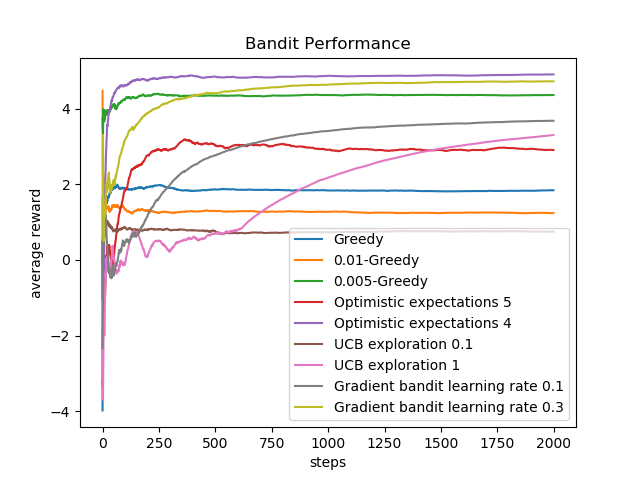 Bandit Performance
average reward
4
2
0
−2
−4
Greedy
0.01-Greedy
0.005-Greedy
Optimistic expectations 5
Optimistic expectations 4
UCB exploration 0.1
UCB exploration 1
Gradient bandit learning rate 0.1
Gradient bandit learning rate 0.3
0 250 500 750 1000 1250 1500 1750 2000
steps